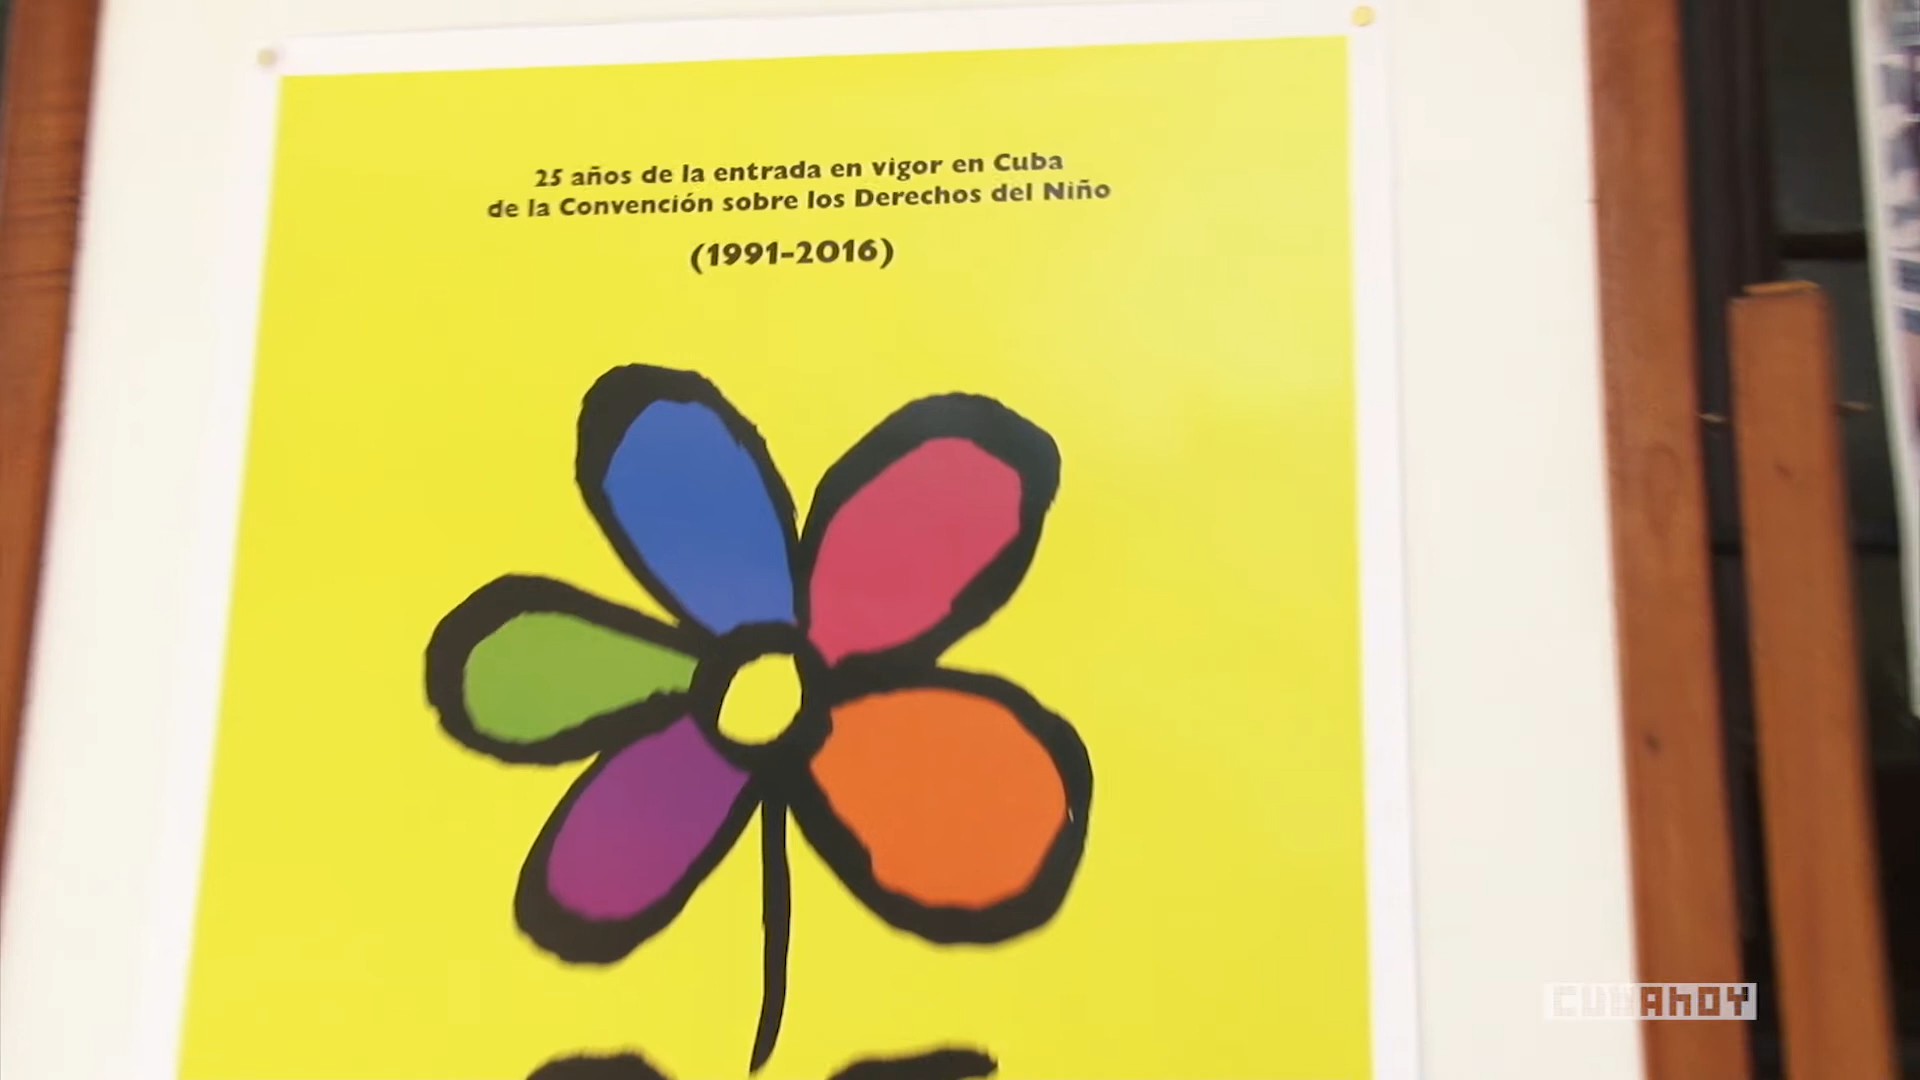 25 años de la entrada en vigor en Cuba
de la Convención sobre los Derechos del Niño
(1991-2016)
CUBAHOY